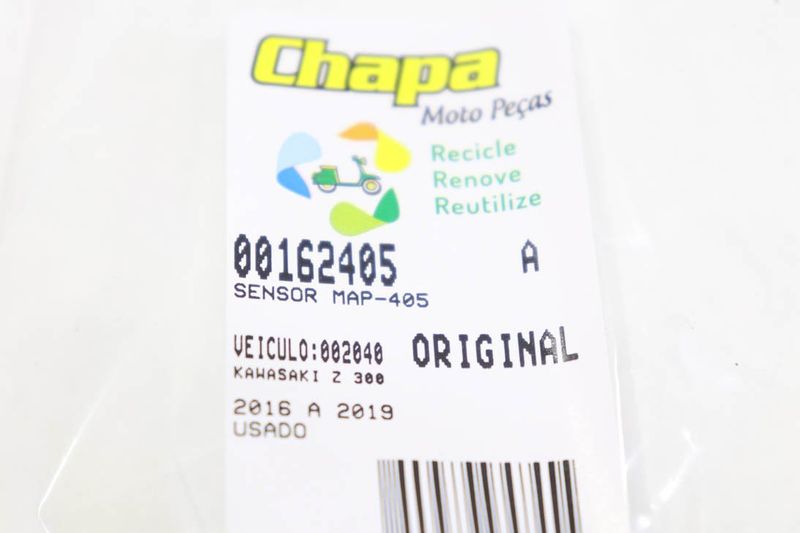 Chapa
Moto Peças
Recicle
Renove
Reutilize
00162405 A
SENSOR MAP-405
VEICULO:002040 ORIGINAL
KAWASAKI Z 300
2016 A 2019
USADO